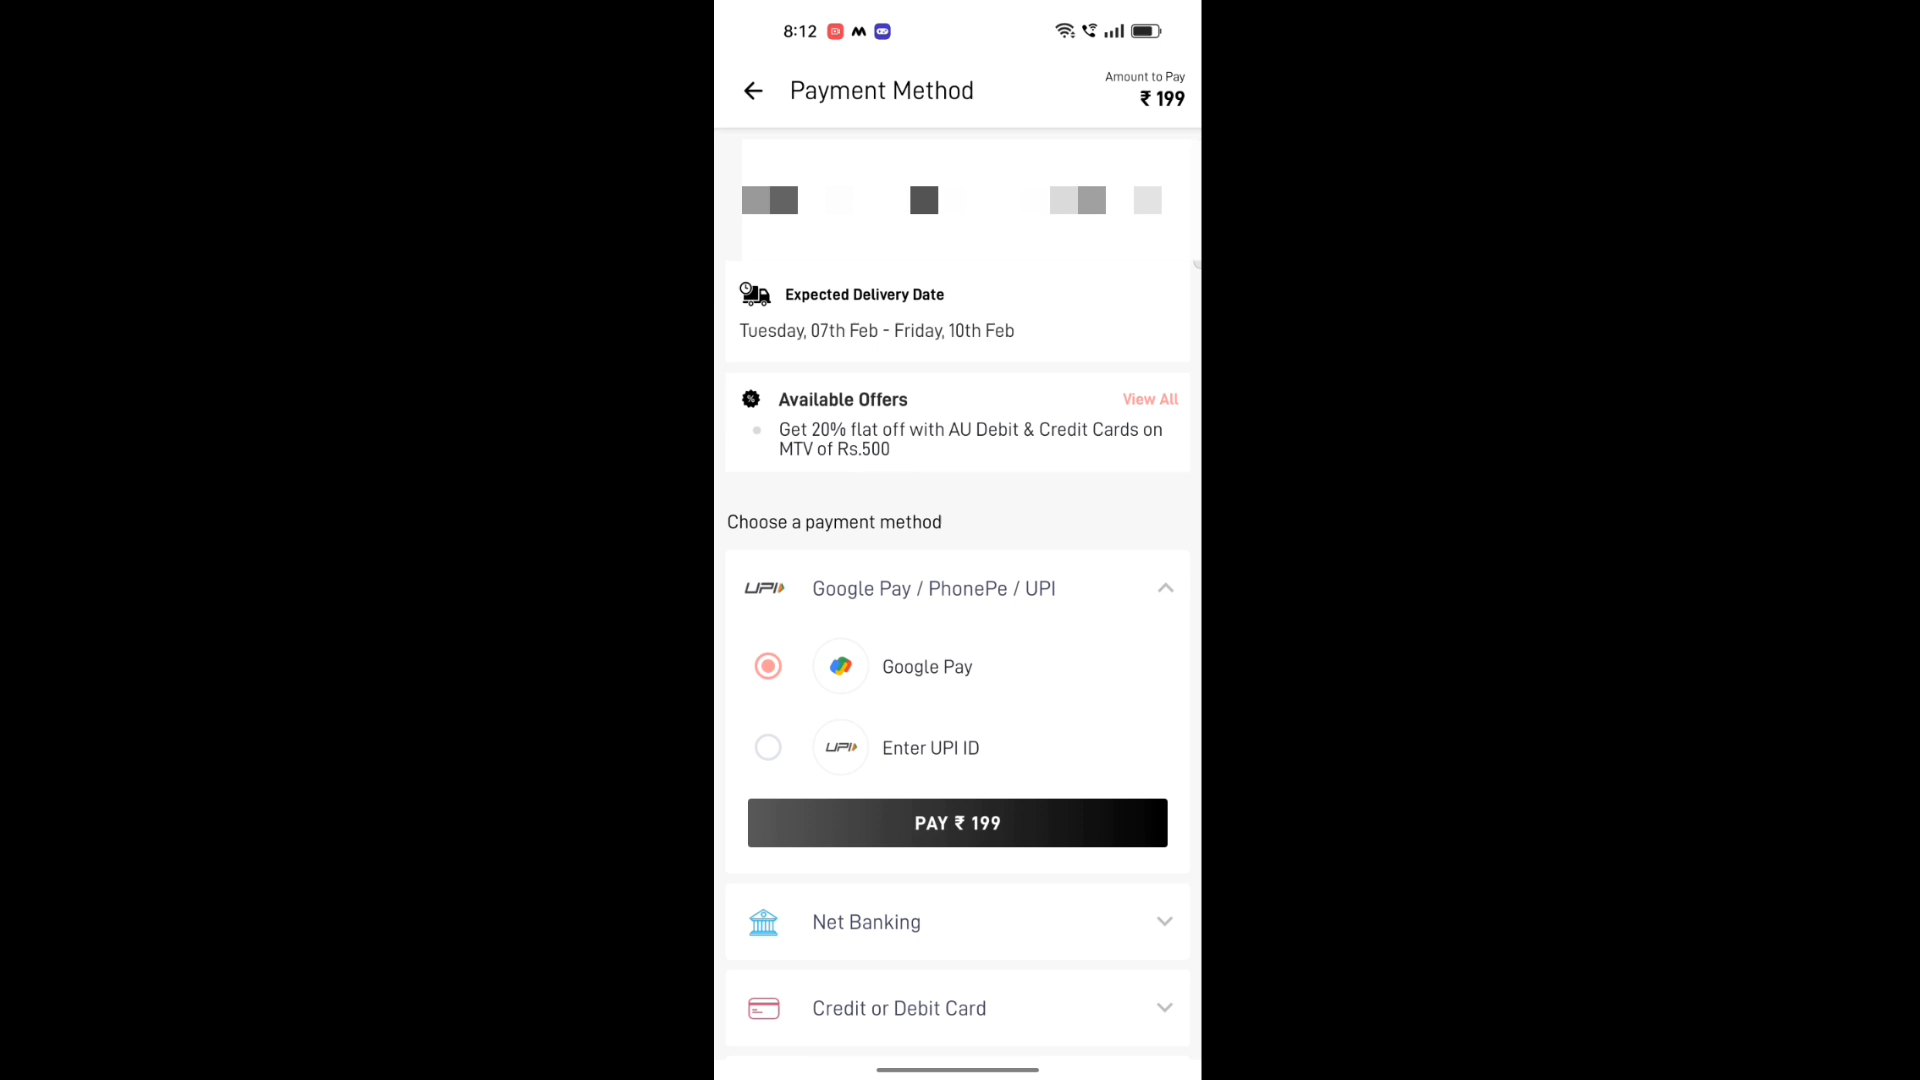 8:12
Payment Method
Amount to Pay
₹ 199
Expected Delivery Date
Tuesday, 07th Feb - Friday, 10th Feb
Available Offers
View All
Get 20% flat off with AU Debit & Credit Cards on
MTV of Rs.500
Choose a payment method
UPI
Google Pay / PhonePe / UPI
Google Pay
UPI
Enter UPI ID
PAY ₹ 199
Net Banking
Credit or Debit Card